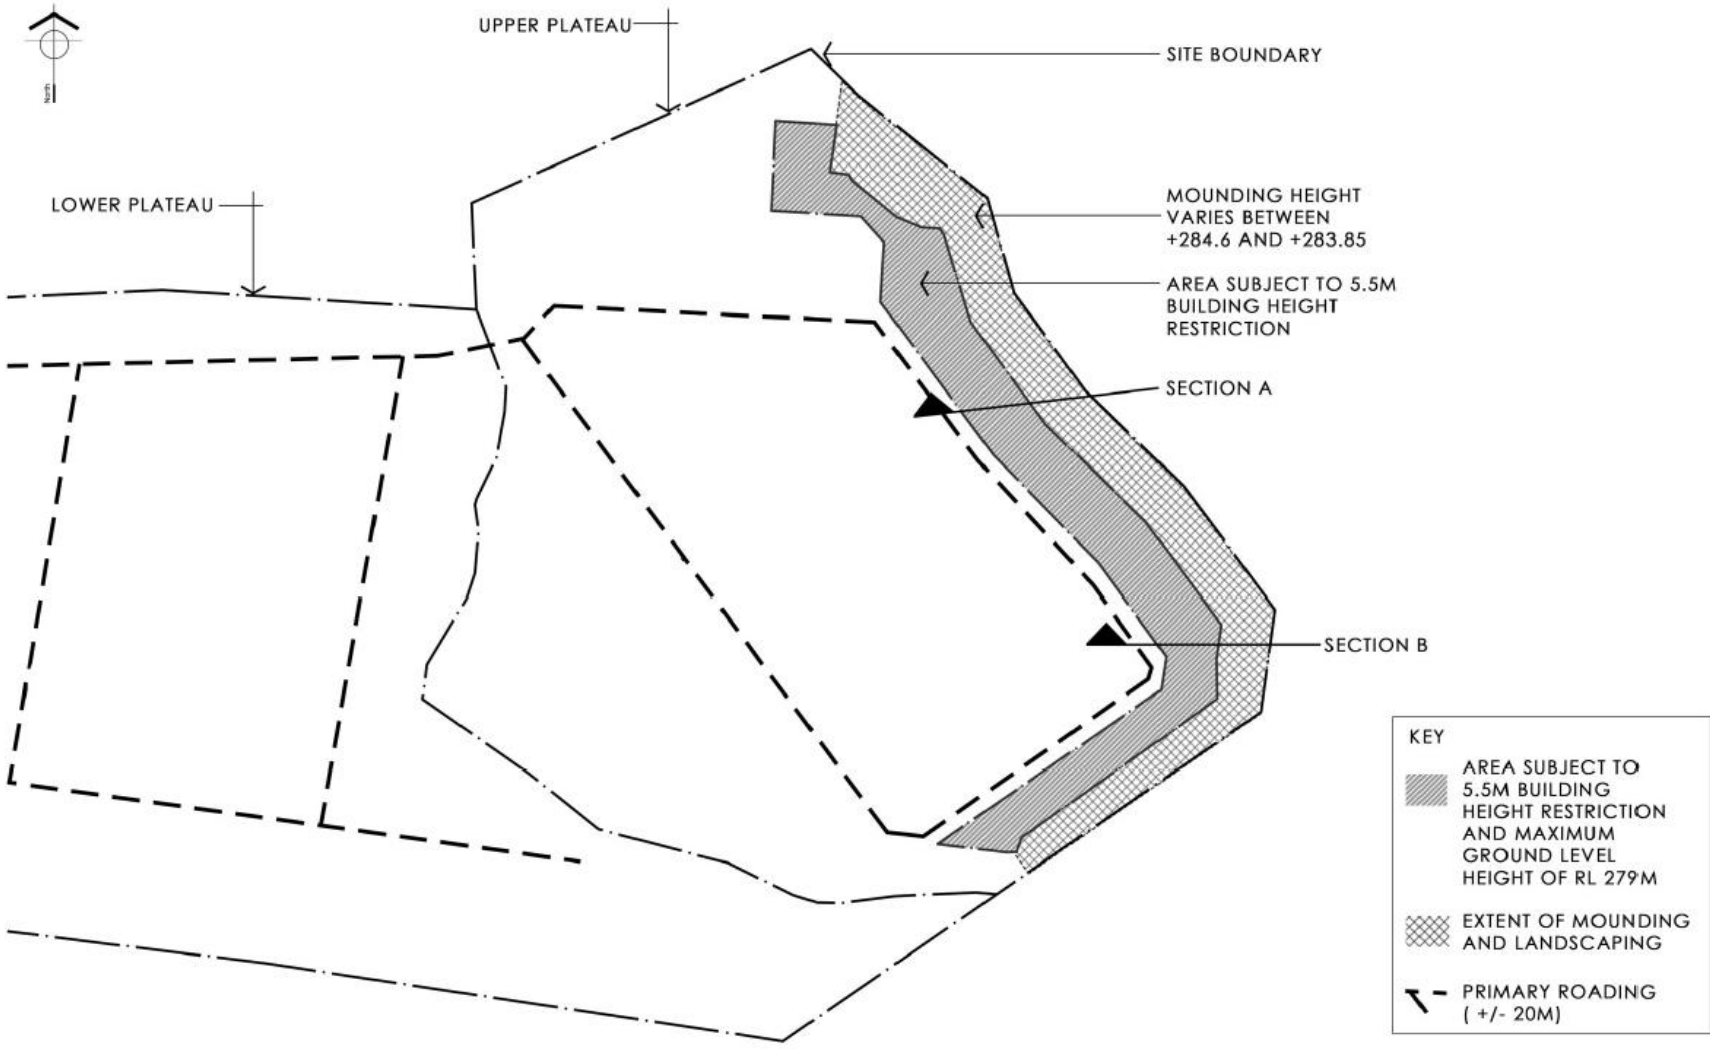 North
UPPER PLATEAU
SITE BOUNDARY
LOWER PLATEAU
MOUNDING HEIGHT
VARIES BETWEEN
+284.6 AND +283.85
AREA SUBJECT TO 5.5M
BUILDING HEIGHT
RESTRICTION
SECTION A
SECTION B
KEY
AREA SUBJECT TO
5.5M BUILDING
HEIGHT RESTRICTION
AND MAXIMUM
GROUND LEVEL
HEIGHT OF RL 279M
EXTENT OF MOUNDING
AND LANDSCAPING
PRIMARY ROADING
( +/- 20M)